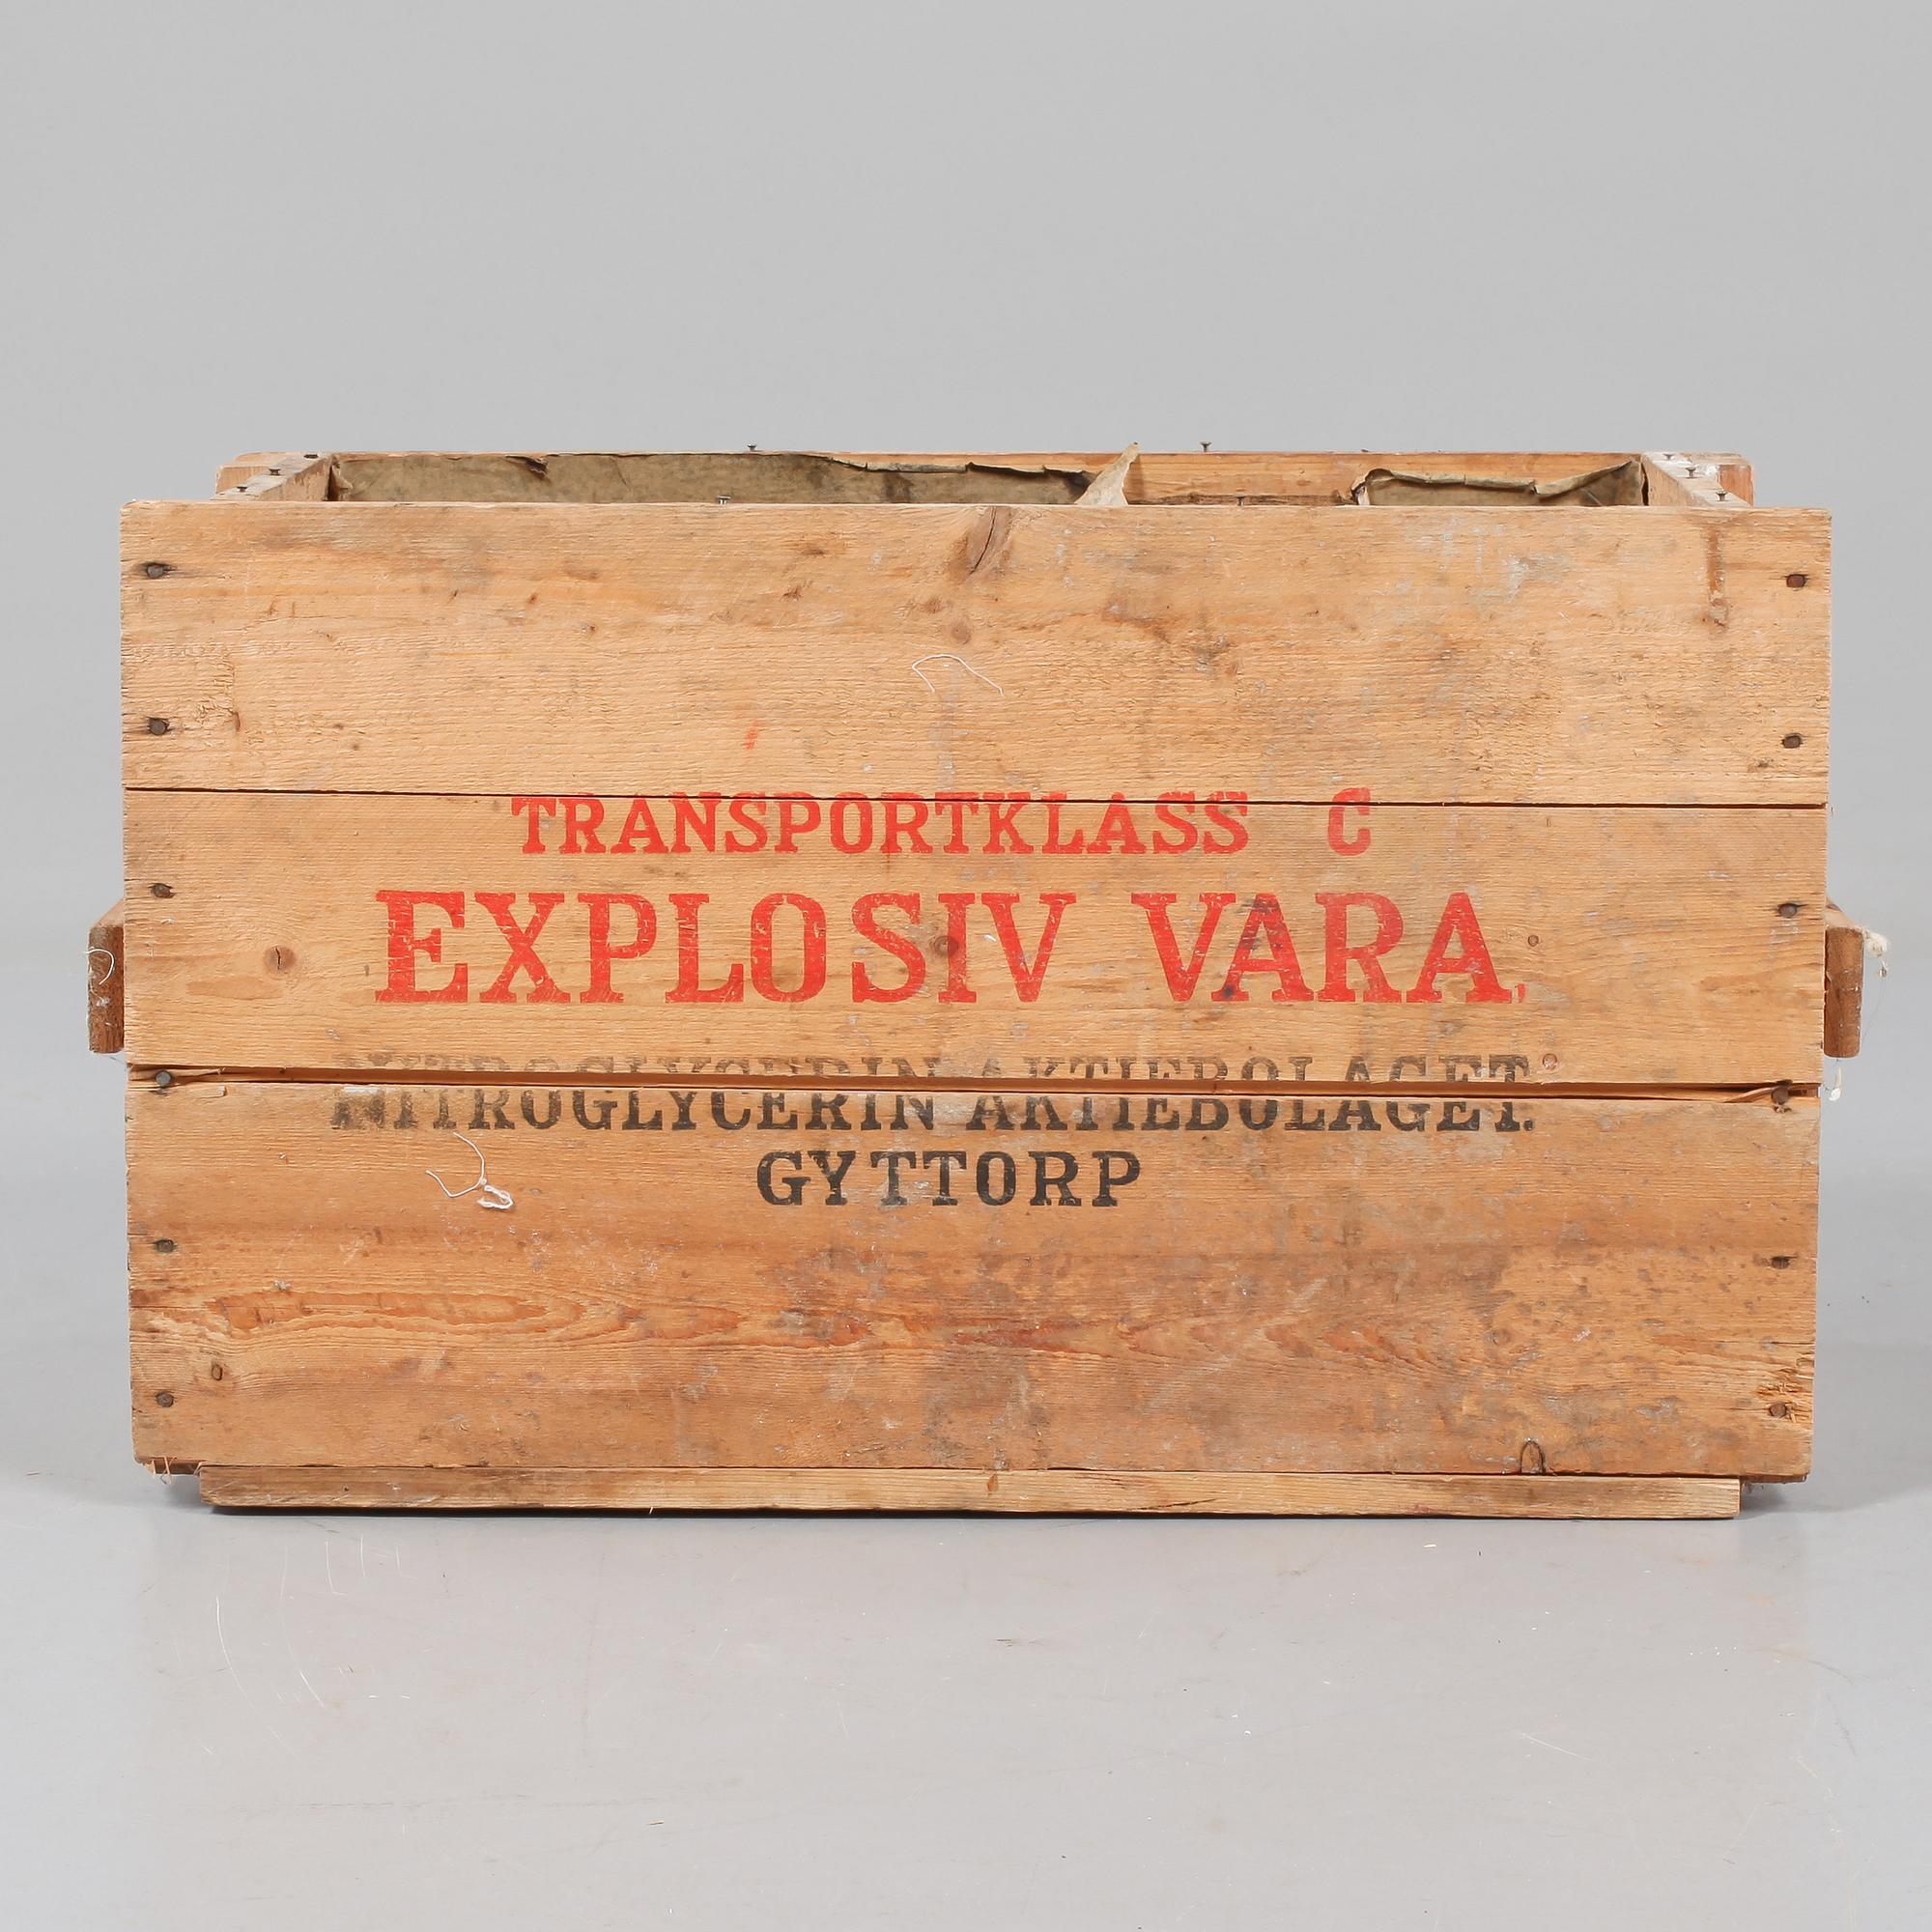 TRANSPORTKLASS C
EXPLOSIV VARA,
NITROGLYCERIN AKTIEBOLAGET.
GYTTORP